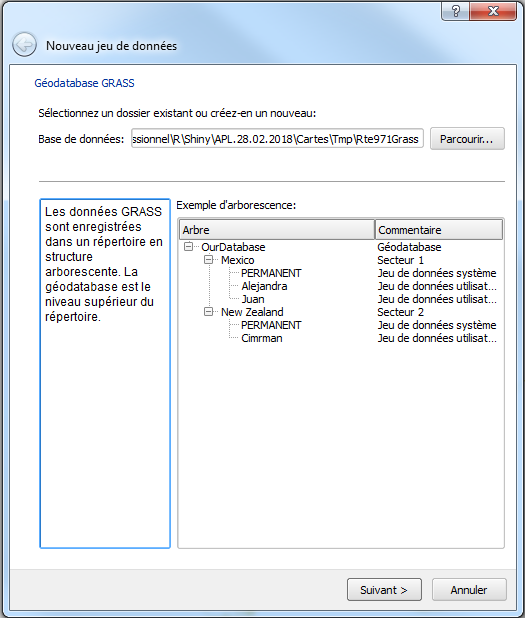 Nouveau jeu de données
Géodatabase GRASS
Sélectionnez un dossier existant ou créez-en un nouveau:
Base de données: ssionnel\R\Shiny\APL.28.02.2018\Cartes\Tmp\Rte971Grass Parcourir...
Les données GRASS
sont enregistrées
dans un répertoire en
structure
arborescente. La
géodatabase est le
niveau supérieur du
répertoire.
Exemple d'arborescence:
Arbre Commentaire
OurDatabase Géodatabase
Mexico Secteur 1
PERMANENT Jeu de données système
Alejandra Jeu de données utilisat...
Juan Jeu de données utilisat...
New Zealand Secteur 2
PERMANENT Jeu de données système
Cimrman Jeu de données utilisat...
Suivant > Annuler